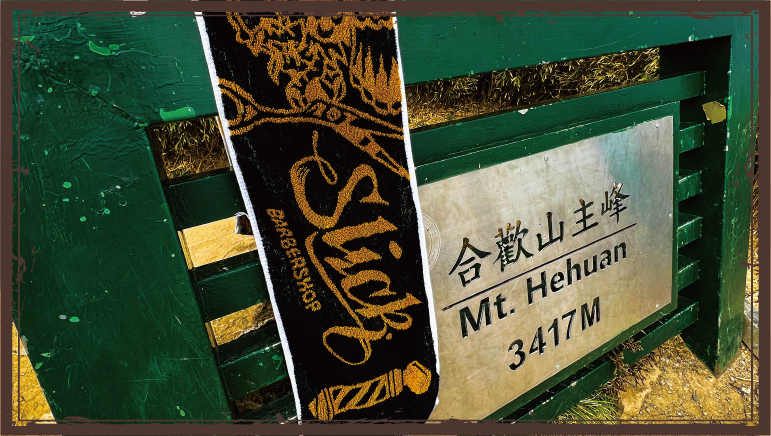 Slick
BARBERSHOP
合歡山主峰
Mt. Hehuan
3417M